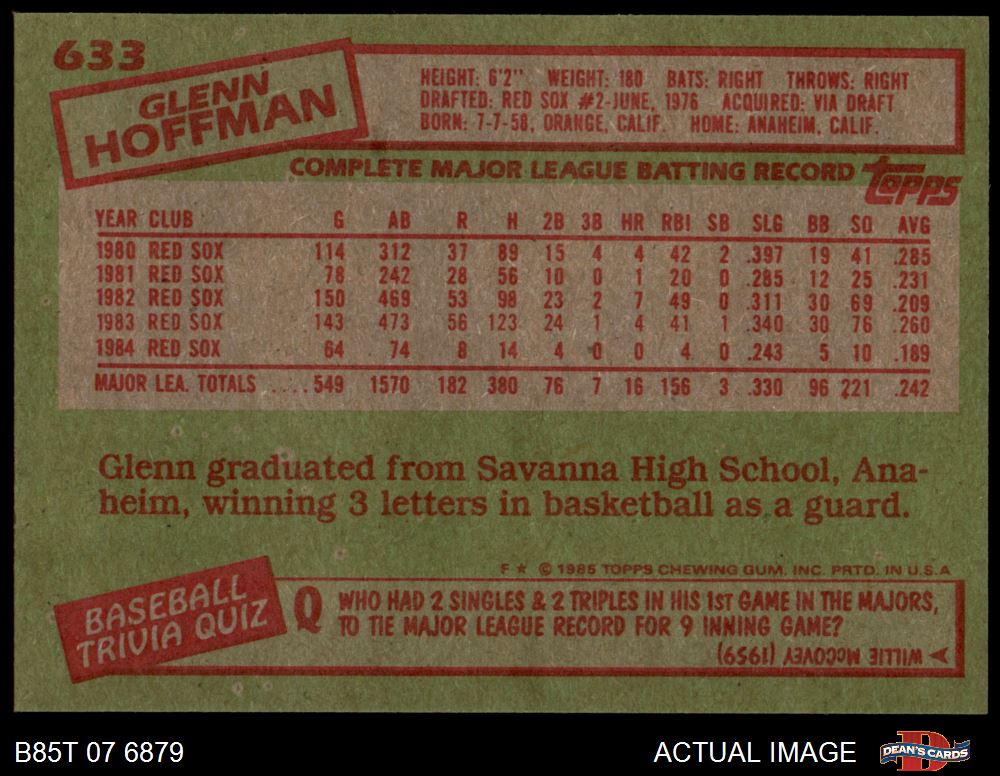 633
GLENN
HOFFMAN
HEIGHT: 6'2" WEIGHT: 180 BATS: RIGHT THROWS: RIGHT
DRAFTED: RED SOX #2-JUNE, 1976 ACQUIRED: VIA DRAFT
BORN: 7-7-58, ORANGE, CALIF. HOME: ANAHEIM, CALIF.
COMPLETE MAJOR LEAGUE BATTING RECORD TOPPS
YEAR CLUB G AB R H 2B 3B HR RBI SB SLG BB SO AVG
1980 RED SOX 114 312 37 89 15 4 4 42 2 .397 19 41 .285
1981 RED SOX 78 242 28 56 10 0 1 20 0 .285 12 25 .231
1982 RED SOX 150 469 53 98 23 2 7 49 0 .311 30 69 .209
1983 RED SOX 143 473 56 123 24 1 4 41 1 .340 30 76 .260
1984 RED SOX 64 74 8 14 4 0 0 4 0 .243 5 10 .189
MAJOR LEA. TOTALS ..... 549 1570 182 380 76 7 16 156 3 .330 96 221 .242
Glenn graduated from Savanna High School, Ana-
heim, winning 3 letters in basketball as a guard.
F ★ © 1985 TOPPS CHEWING GUM, INC. PRTD. IN U.S.A
BASEBALL
TRIVIA QUIZ
Q WHO HAD 2 SINGLES & 2 TRIPLES IN HIS 1ST GAME IN THE MAJORS,
TO TIE MAJOR LEAGUE RECORD FOR 9 INNING GAME?
A WILLIE McCOVEY (1959)
B85T 07 6879
ACTUAL IMAGE
D
DEAN'S CARDS